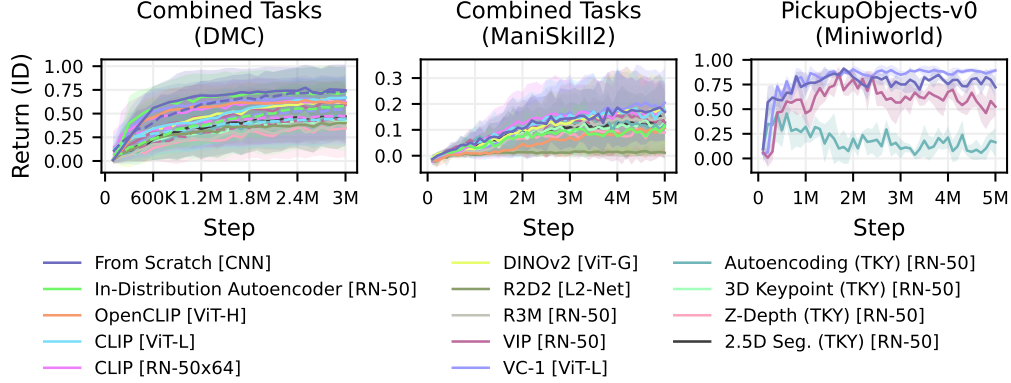 Combined Tasks
(DMC)
Combined Tasks
(ManiSkill2)
PickupObjects-v0
(Miniworld)
Return (ID)
1.00
0.75
0.50
0.25
0.00
0 600K 1.2M 1.8M 2.4M 3M
Step
0.3
0.2
0.1
0.0
0 1M 2M 3M 4M 5M
Step
1.00
0.75
0.50
0.25
0.00
0 1M 2M 3M 4M 5M
Step
From Scratch [CNN]
In-Distribution Autoencoder [RN-50]
OpenCLIP [ViT-H]
CLIP [ViT-L]
CLIP [RN-50x64]
DINOv2 [ViT-G]
R2D2 [L2-Net]
R3M [RN-50]
VIP [RN-50]
VC-1 [ViT-L]
Autoencoding (TKY) [RN-50]
3D Keypoint (TKY) [RN-50]
Z-Depth (TKY) [RN-50]
2.5D Seg. (TKY) [RN-50]